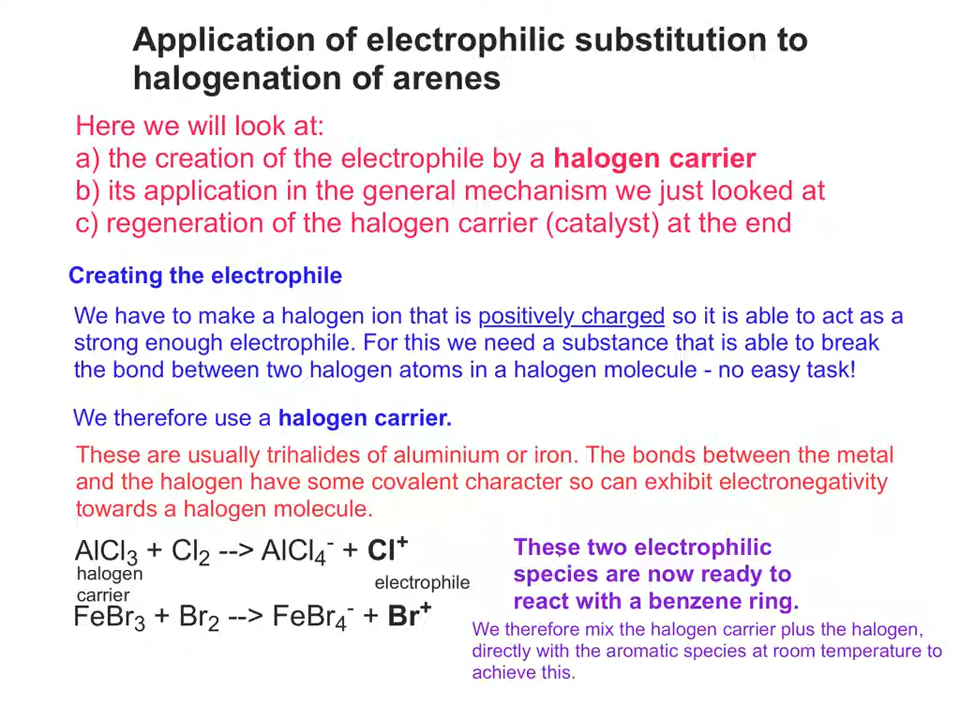 Application of electrophilic substitution to
halogenation of arenes
Here we will look at:
a) the creation of the electrophile by a halogen carrier
b) its application in the general mechanism we just looked at
c) regeneration of the halogen carrier (catalyst) at the end
Creating the electrophile
We have to make a halogen ion that is positively charged so it is able to act as a
strong enough electrophile. For this we need a substance that is able to break
the bond between two halogen atoms in a halogen molecule - no easy task!
We therefore use a halogen carrier.
These are usually trihalides of aluminium or iron. The bonds between the metal
and the halogen have some covalent character so can exhibit electronegativity
towards a halogen molecule.
AlCl₃ + Cl₂ --> AlCl₄⁻ + Cl⁺
halogen
carrier
electrophile
FeBr₃ + Br₂ --> FeBr₄⁻ + Br⁺
These two electrophilic
species are now ready to
react with a benzene ring.
We therefore mix the halogen carrier plus the halogen,
directly with the aromatic species at room temperature to
achieve this.